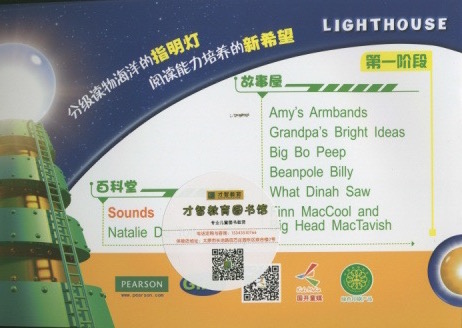 LIGHTHOUSE
分级读物海洋的指明灯
阅读能力培养的新希望
第一阶段
故事屋
Amy's Armbands
Grandpa's Bright Ideas
Big Bo Peep
Beanpole Billy
What Dinah Saw
Finn MacCool and
Big Head MacTavish
百科堂
Sounds
Natalie D
才智教育图书馆
PEARSON
www.pearson.com